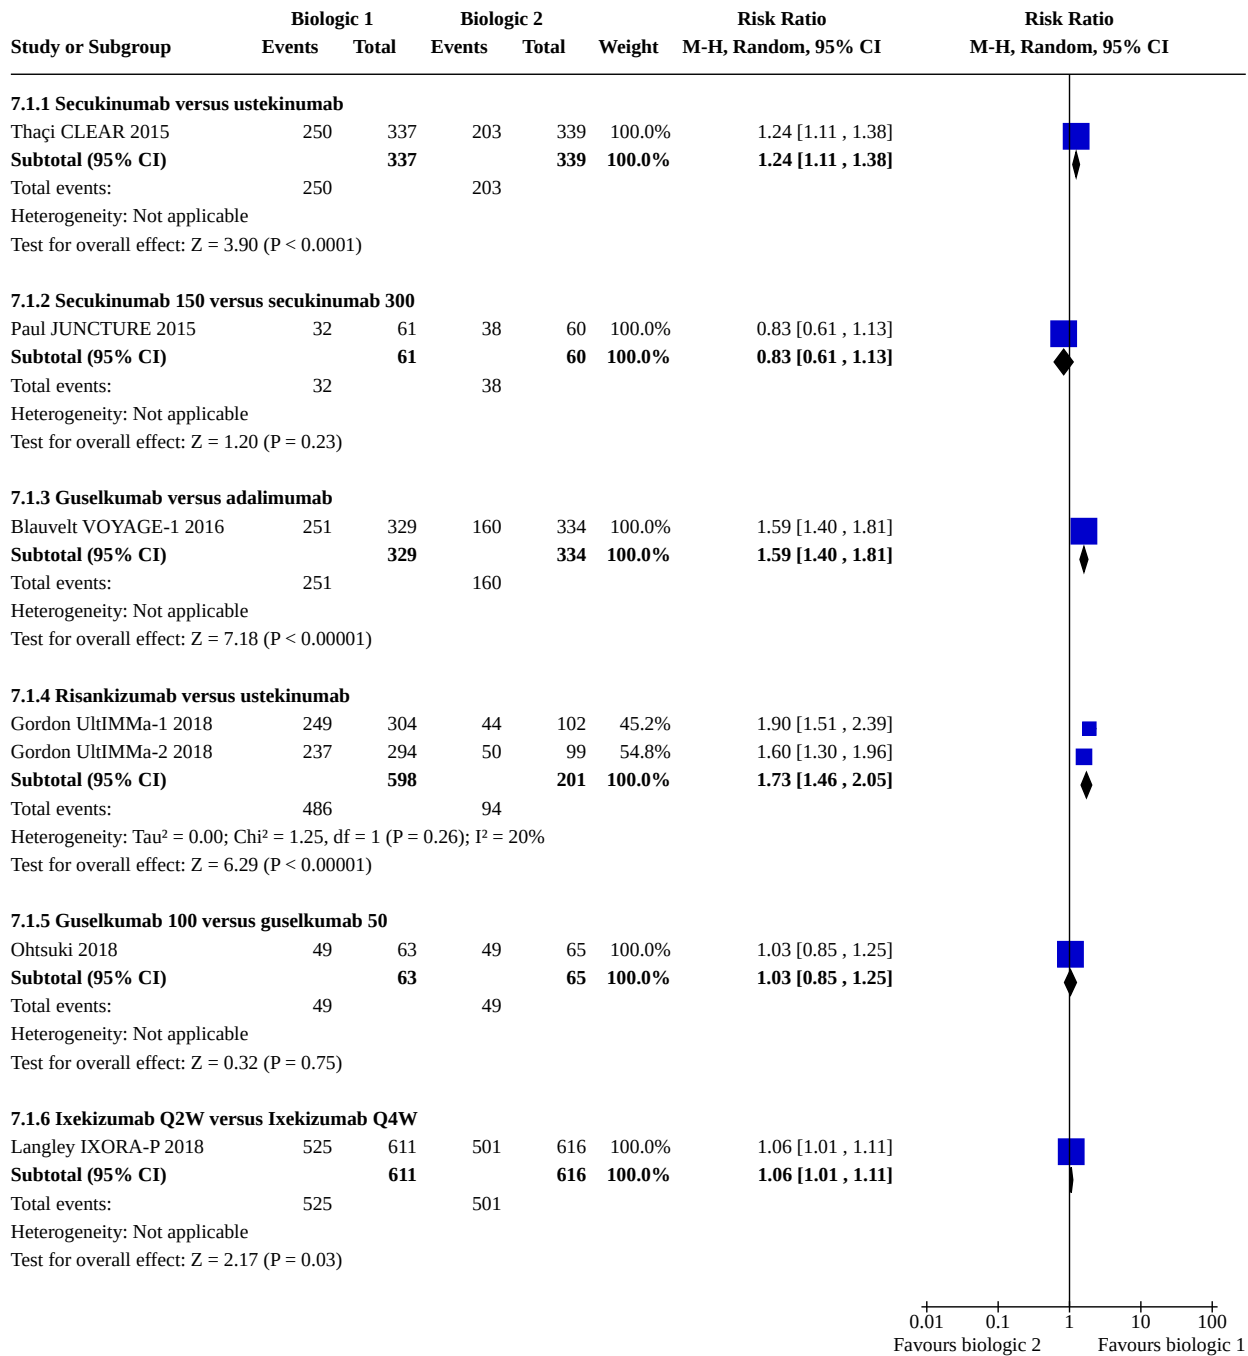 Biologic 1 Biologic 2 Risk Ratio Risk Ratio
Study or Subgroup Events Total Events Total Weight M-H, Random, 95% CI M-H, Random, 95% CI
7.1.1 Secukinumab versus ustekinumab
Thaçi CLEAR 2015 250 337 203 339 100.0% 1.24 [1.11 , 1.38]
Subtotal (95% CI) 337 339 100.0% 1.24 [1.11 , 1.38]
Total events: 250 203
Heterogeneity: Not applicable
Test for overall effect: Z = 3.90 (P < 0.0001)
7.1.2 Secukinumab 150 versus secukinumab 300
Paul JUNCTURE 2015 32 61 38 60 100.0% 0.83 [0.61 , 1.13]
Subtotal (95% CI) 61 60 100.0% 0.83 [0.61 , 1.13]
Total events: 32 38
Heterogeneity: Not applicable
Test for overall effect: Z = 1.20 (P = 0.23)
7.1.3 Guselkumab versus adalimumab
Blauvelt VOYAGE-1 2016 251 329 160 334 100.0% 1.59 [1.40 , 1.81]
Subtotal (95% CI) 329 334 100.0% 1.59 [1.40 , 1.81]
Total events: 251 160
Heterogeneity: Not applicable
Test for overall effect: Z = 7.18 (P < 0.00001)
7.1.4 Risankizumab versus ustekinumab
Gordon UltIMMa-1 2018 249 304 44 102 45.2% 1.90 [1.51 , 2.39]
Gordon UltIMMa-2 2018 237 294 50 99 54.8% 1.60 [1.30 , 1.96]
Subtotal (95% CI) 598 201 100.0% 1.73 [1.46 , 2.05]
Total events: 486 94
Heterogeneity: Tau² = 0.00; Chi² = 1.25, df = 1 (P = 0.26); I² = 20%
Test for overall effect: Z = 6.29 (P < 0.00001)
7.1.5 Guselkumab 100 versus guselkumab 50
Ohtsuki 2018 49 63 49 65 100.0% 1.03 [0.85 , 1.25]
Subtotal (95% CI) 63 65 100.0% 1.03 [0.85 , 1.25]
Total events: 49 49
Heterogeneity: Not applicable
Test for overall effect: Z = 0.32 (P = 0.75)
7.1.6 Ixekizumab Q2W versus Ixekizumab Q4W
Langley IXORA-P 2018 525 611 501 616 100.0% 1.06 [1.01 , 1.11]
Subtotal (95% CI) 611 616 100.0% 1.06 [1.01 , 1.11]
Total events: 525 501
Heterogeneity: Not applicable
Test for overall effect: Z = 2.17 (P = 0.03)
0.01 0.1 1 10 100
Favours biologic 2 Favours biologic 1